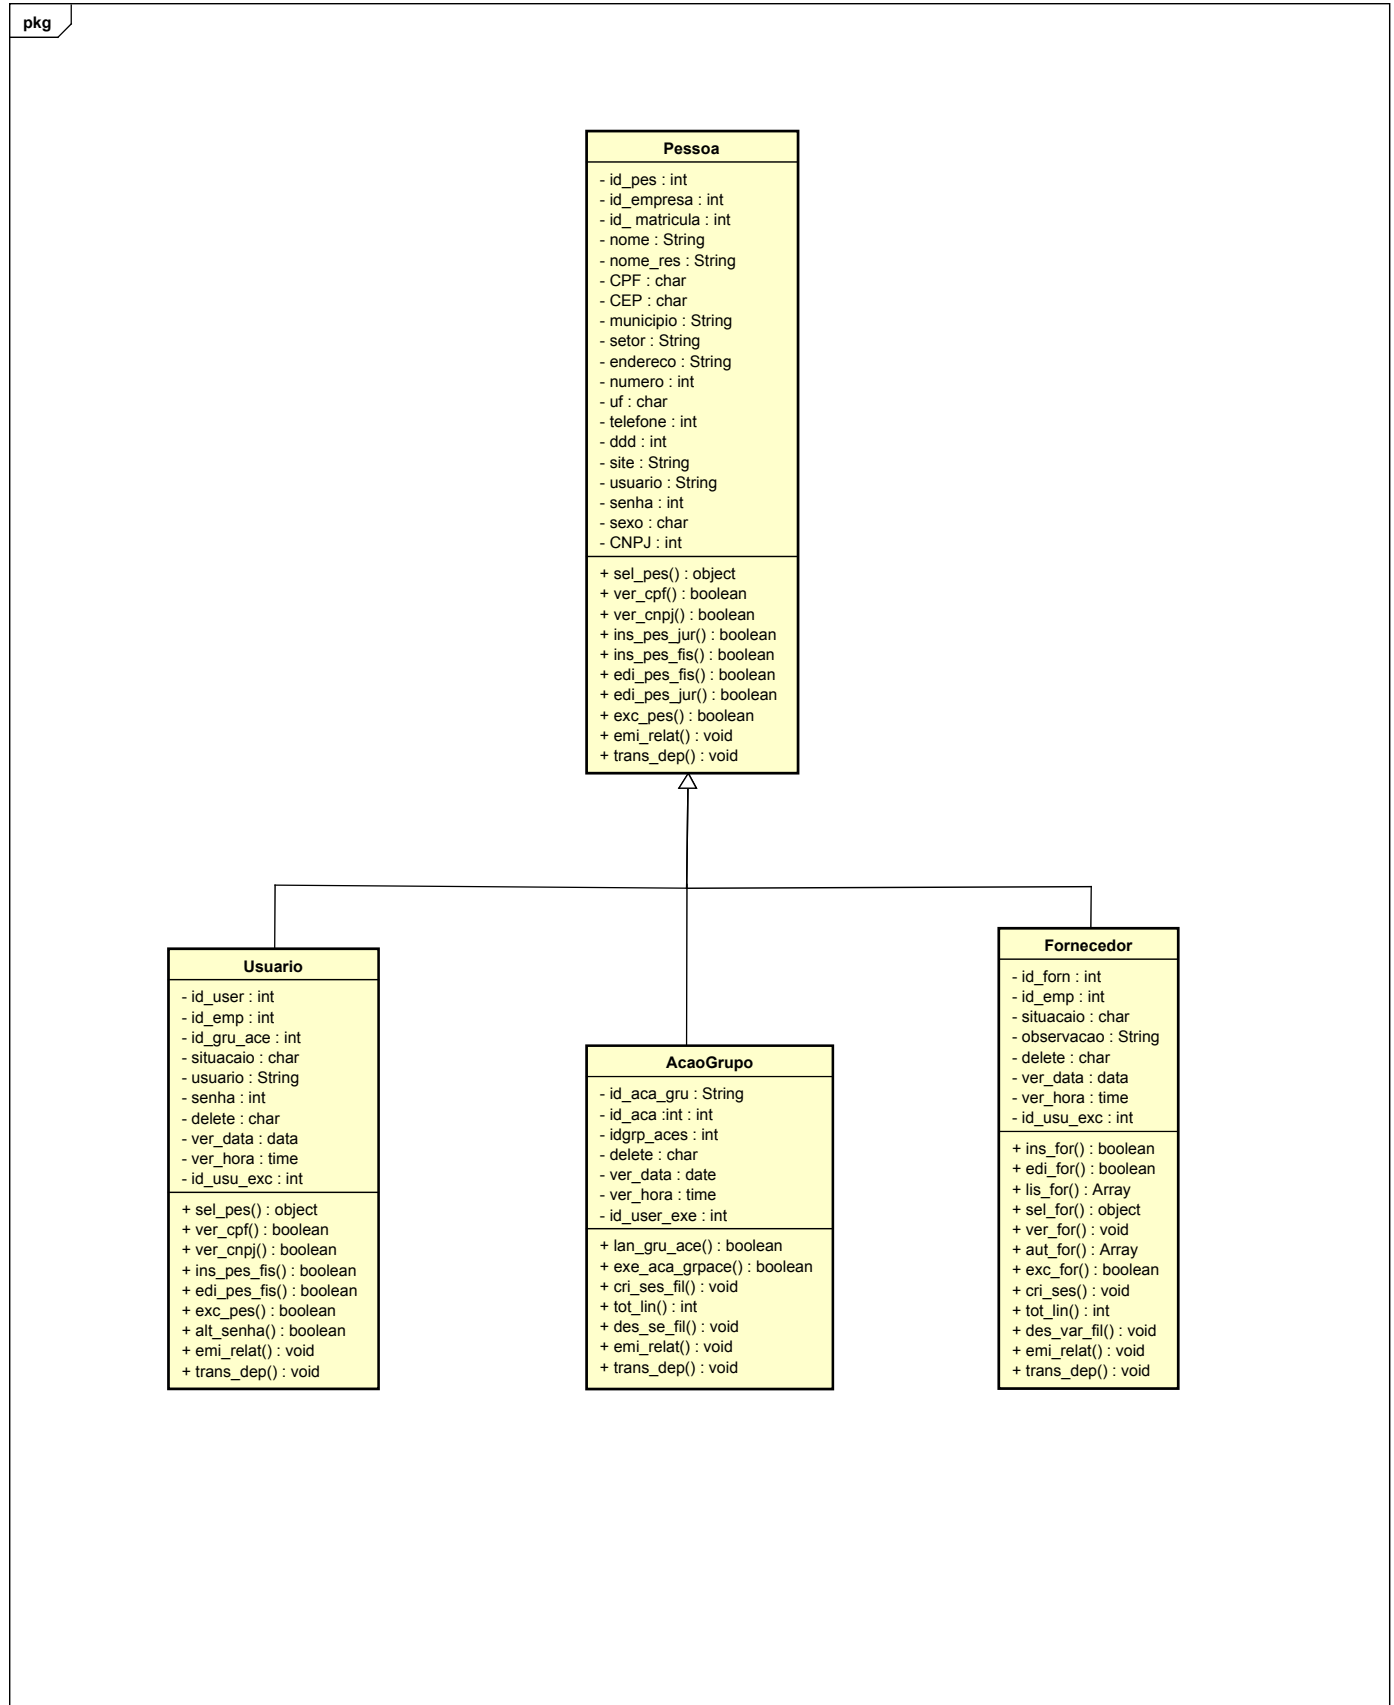 pkg
Pessoa
- id_pes : int
- id_empresa : int
- id_ matricula : int
- nome : String
- nome_res : String
- CPF : char
- CEP : char
- municipio : String
- setor : String
- endereco : String
- numero : int
- uf : char
- telefone : int
- ddd : int
- site : String
- usuario : String
- senha : int
- sexo : char
- CNPJ : int
+ sel_pes() : object
+ ver_cpf() : boolean
+ ver_cnpj() : boolean
+ ins_pes_jur() : boolean
+ ins_pes_fis() : boolean
+ edi_pes_fis() : boolean
+ edi_pes_jur() : boolean
+ exc_pes() : boolean
+ emi_relat() : void
+ trans_dep() : void
Usuario
- id_user : int
- id_emp : int
- id_gru_ace : int
- situacaio : char
- usuario : String
- senha : int
- delete : char
- ver_data : data
- ver_hora : time
- id_usu_exc : int
+ sel_pes() : object
+ ver_cpf() : boolean
+ ver_cnpj() : boolean
+ ins_pes_fis() : boolean
+ edi_pes_fis() : boolean
+ exc_pes() : boolean
+ alt_senha() : boolean
+ emi_relat() : void
+ trans_dep() : void
AcaoGrupo
- id_aca_gru : String
- id_aca :int : int
- idgrp_aces : int
- delete : char
- ver_data : date
- ver_hora : time
- id_user_exe : int
+ lan_gru_ace() : boolean
+ exe_aca_grpace() : boolean
+ cri_ses_fil() : void
+ tot_lin() : int
+ des_se_fil() : void
+ emi_relat() : void
+ trans_dep() : void
Fornecedor
- id_forn : int
- id_emp : int
- situacaio : char
- observacao : String
- delete : char
- ver_data : data
- ver_hora : time
- id_usu_exc : int
+ ins_for() : boolean
+ edi_for() : boolean
+ lis_for() : Array
+ sel_for() : object
+ ver_for() : void
+ aut_for() : Array
+ exc_for() : boolean
+ cri_ses() : void
+ tot_lin() : int
+ des_var_fil() : void
+ emi_relat() : void
+ trans_dep() : void